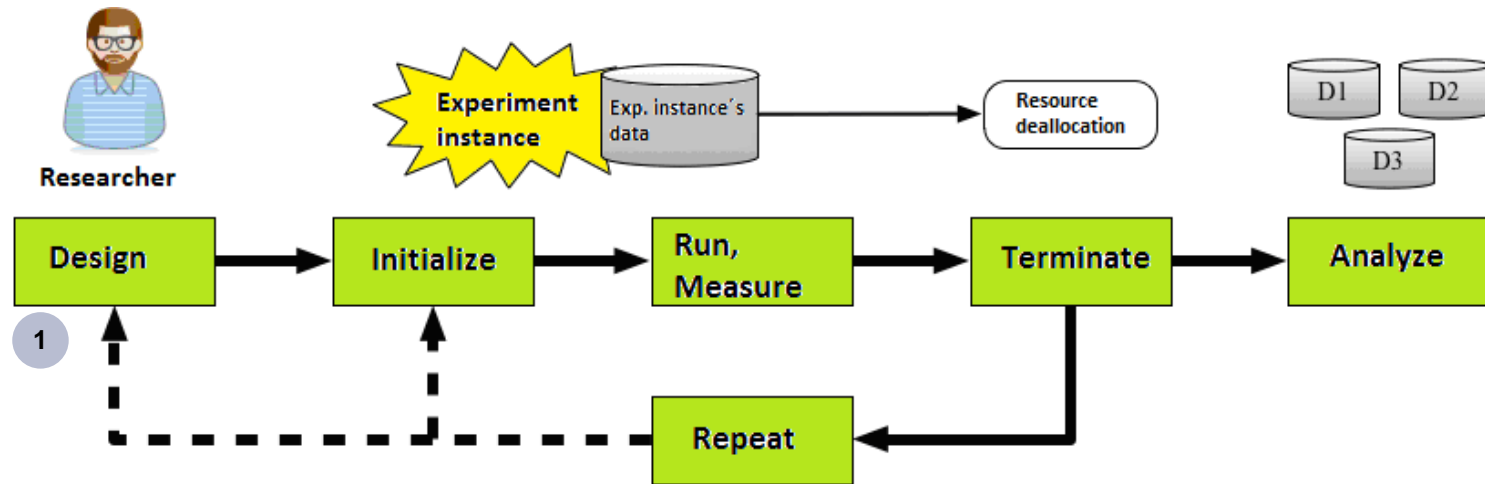 Researcher
Experiment
instance
Exp. instance´s
data
Resource
deallocation
D1
D2
D3
Design
Initialize
Run,
Measure
Terminate
Analyze
1
Repeat